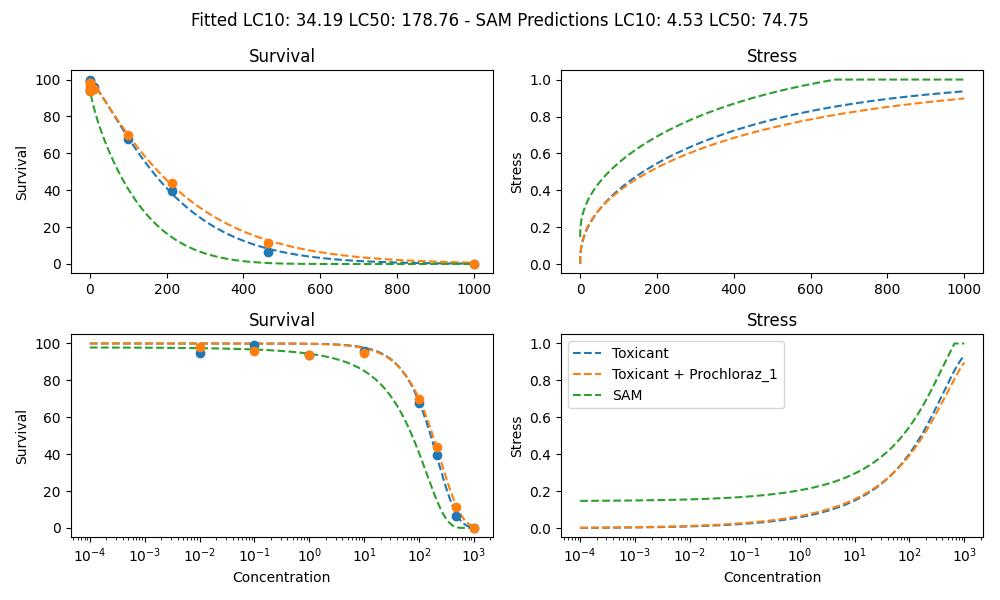 Fitted LC10: 34.19 LC50: 178.76 - SAM Predictions LC10: 4.53 LC50: 74.75
Survival
Stress
Survival
100
80
60
40
20
0
0 200 400 600 800 1000
Stress
1.0
0.8
0.6
0.4
0.2
0.0
0 200 400 600 800 1000
Survival
Stress
Survival
100
80
60
40
20
0
10⁻⁴ 10⁻³ 10⁻² 10⁻¹ 10⁰ 10¹ 10² 10³
Concentration
Stress
1.0
0.8
0.6
0.4
0.2
0.0
Toxicant
Toxicant + Prochloraz_1
SAM
10⁻⁴ 10⁻³ 10⁻² 10⁻¹ 10⁰ 10¹ 10² 10³
Concentration